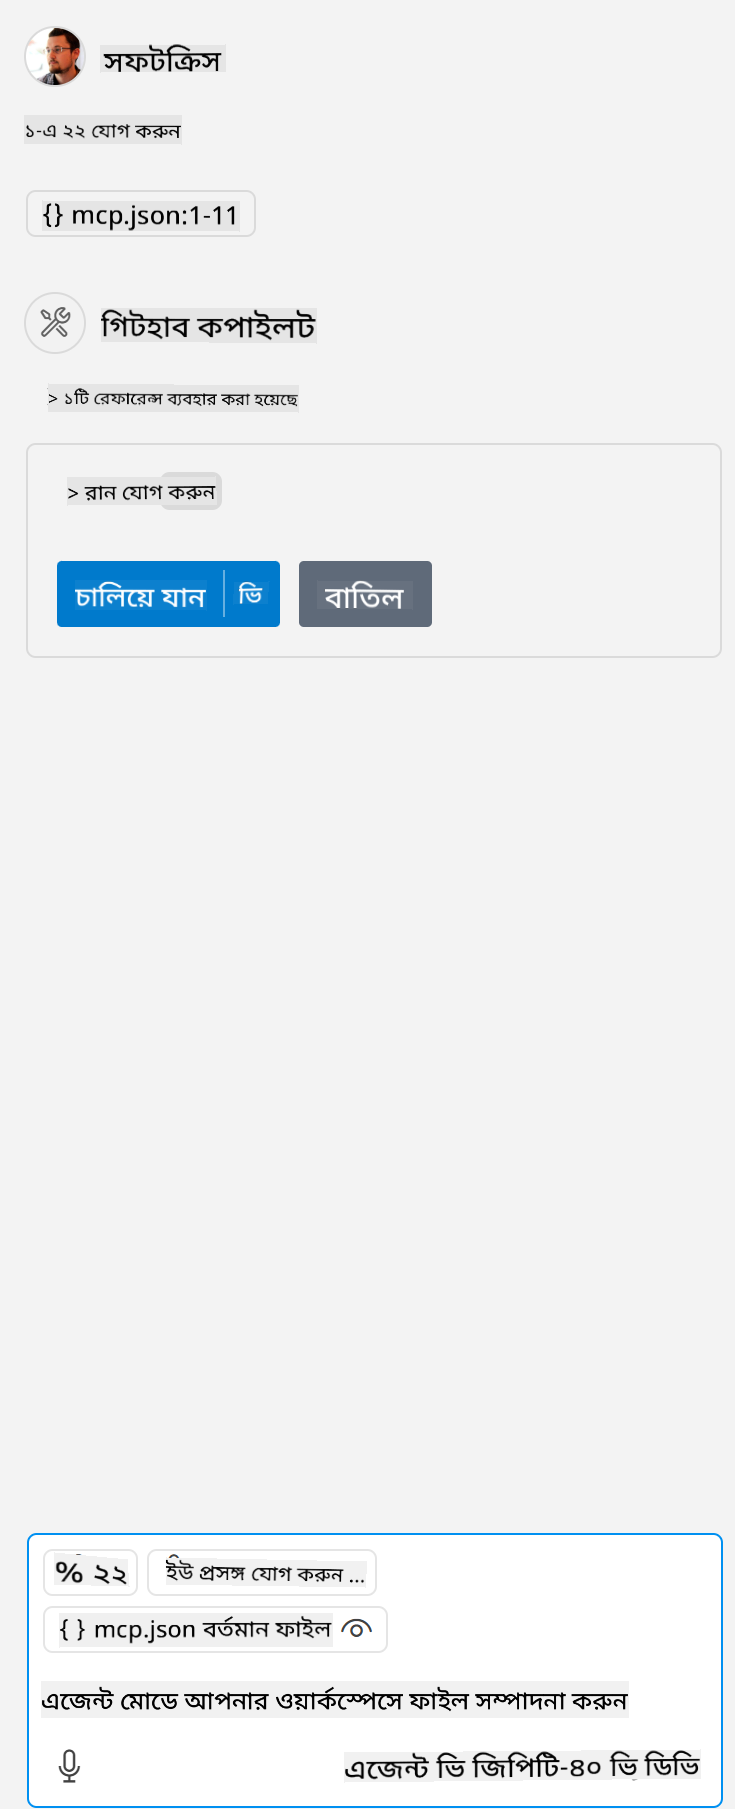 সফটক্রিস
১-এ ২২ যোগ করুন
{} mcp.json:1-11
গিটহাব কপাইলট
> ১টি রেফারেন্স ব্যবহার করা হয়েছে
> রান যোগ করুন
চালিয়ে যান ভি বাতিল
% ২২ ইউ প্রসঙ্গ যোগ করুন ...
{ } mcp.json বর্তমান ফাইল
এজেন্ট মোডে আপনার ওয়ার্কস্পেসে ফাইল সম্পাদনা করুন
এজেন্ট ভি জিপিটি-৪০ ভি ডিভি